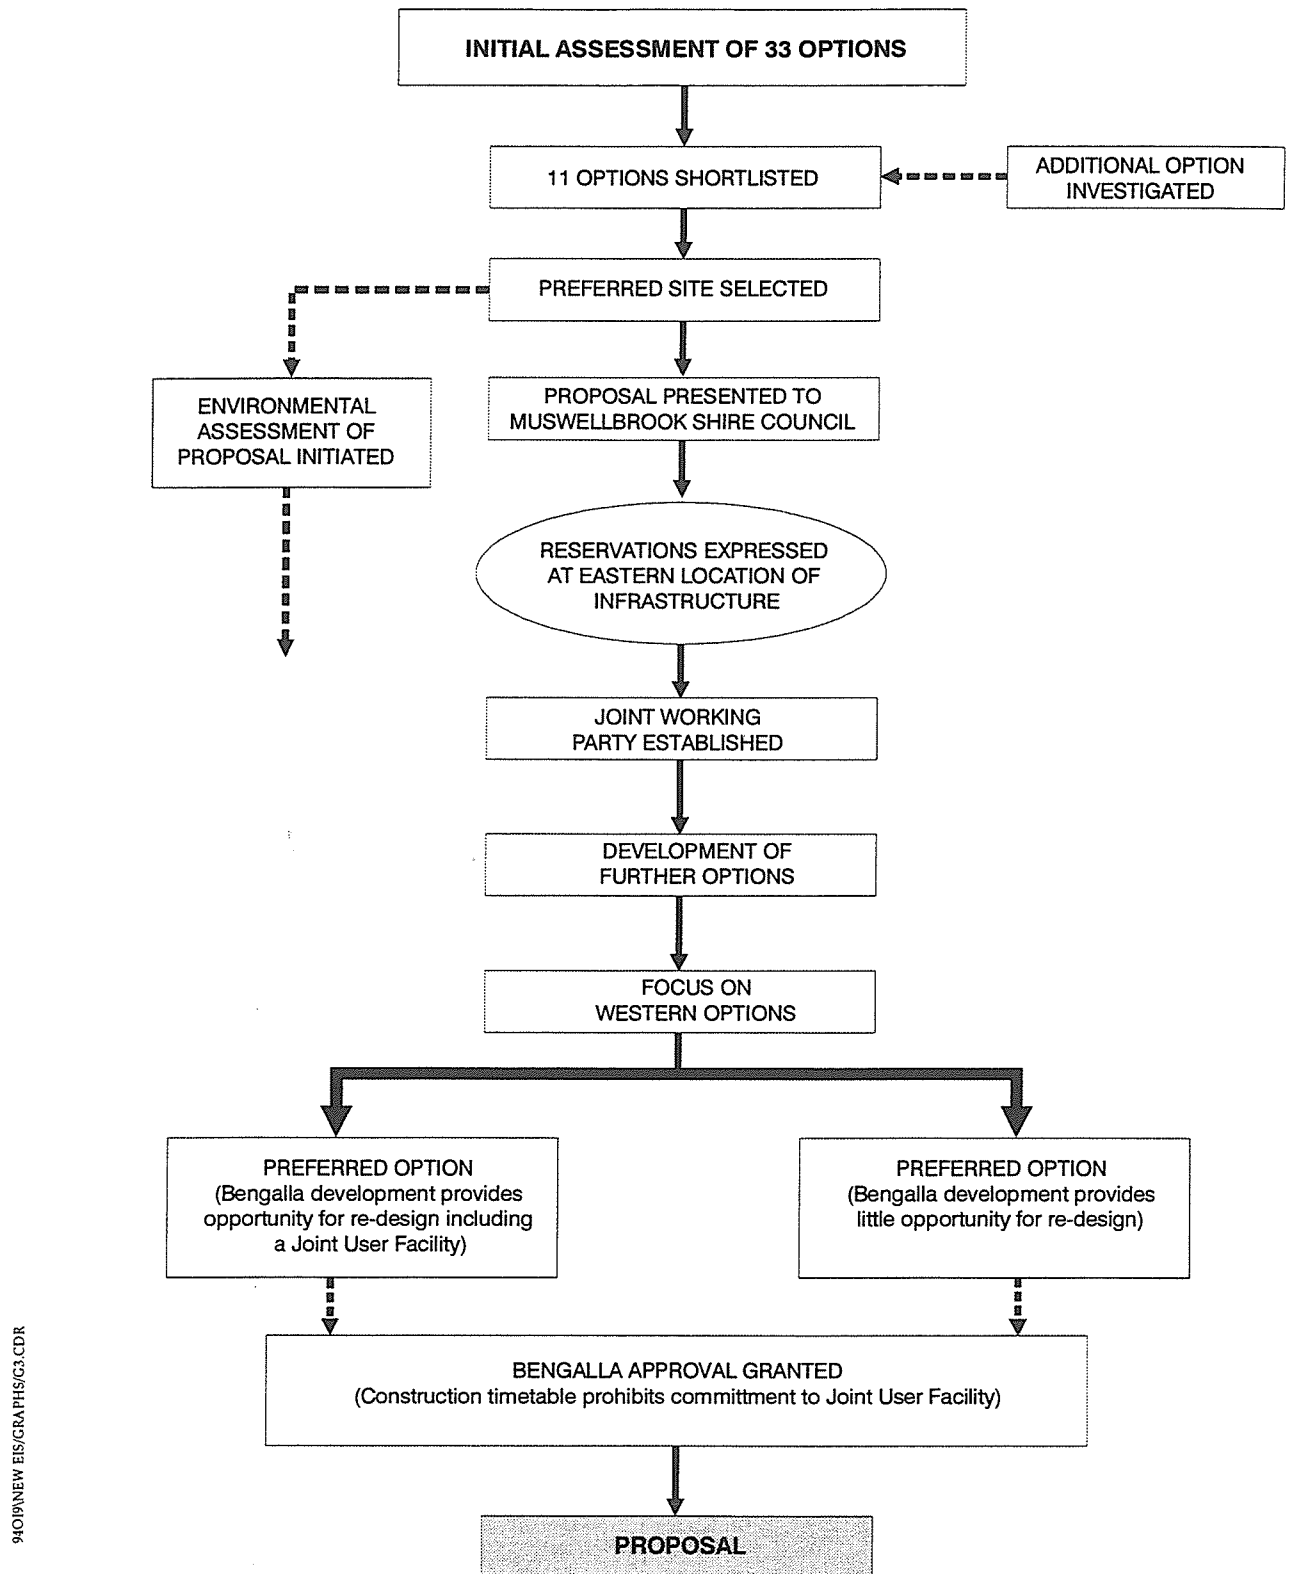 INITIAL ASSESSMENT OF 33 OPTIONS
11 OPTIONS SHORTLISTED
ADDITIONAL OPTION
INVESTIGATED
PREFERRED SITE SELECTED
ENVIRONMENTAL
ASSESSMENT OF
PROPOSAL INITIATED
PROPOSAL PRESENTED TO
MUSWELLBROOK SHIRE COUNCIL
RESERVATIONS EXPRESSED
AT EASTERN LOCATION OF
INFRASTRUCTURE
JOINT WORKING
PARTY ESTABLISHED
DEVELOPMENT OF
FURTHER OPTIONS
FOCUS ON
WESTERN OPTIONS
PREFERRED OPTION
(Bengalla development provides
opportunity for re-design including
a Joint User Facility)
PREFERRED OPTION
(Bengalla development provides
little opportunity for re-design)
BENGALLA APPROVAL GRANTED
(Construction timetable prohibits committment to Joint User Facility)
PROPOSAL
94019\NEW EIS/GRAPHS/G3.CDR